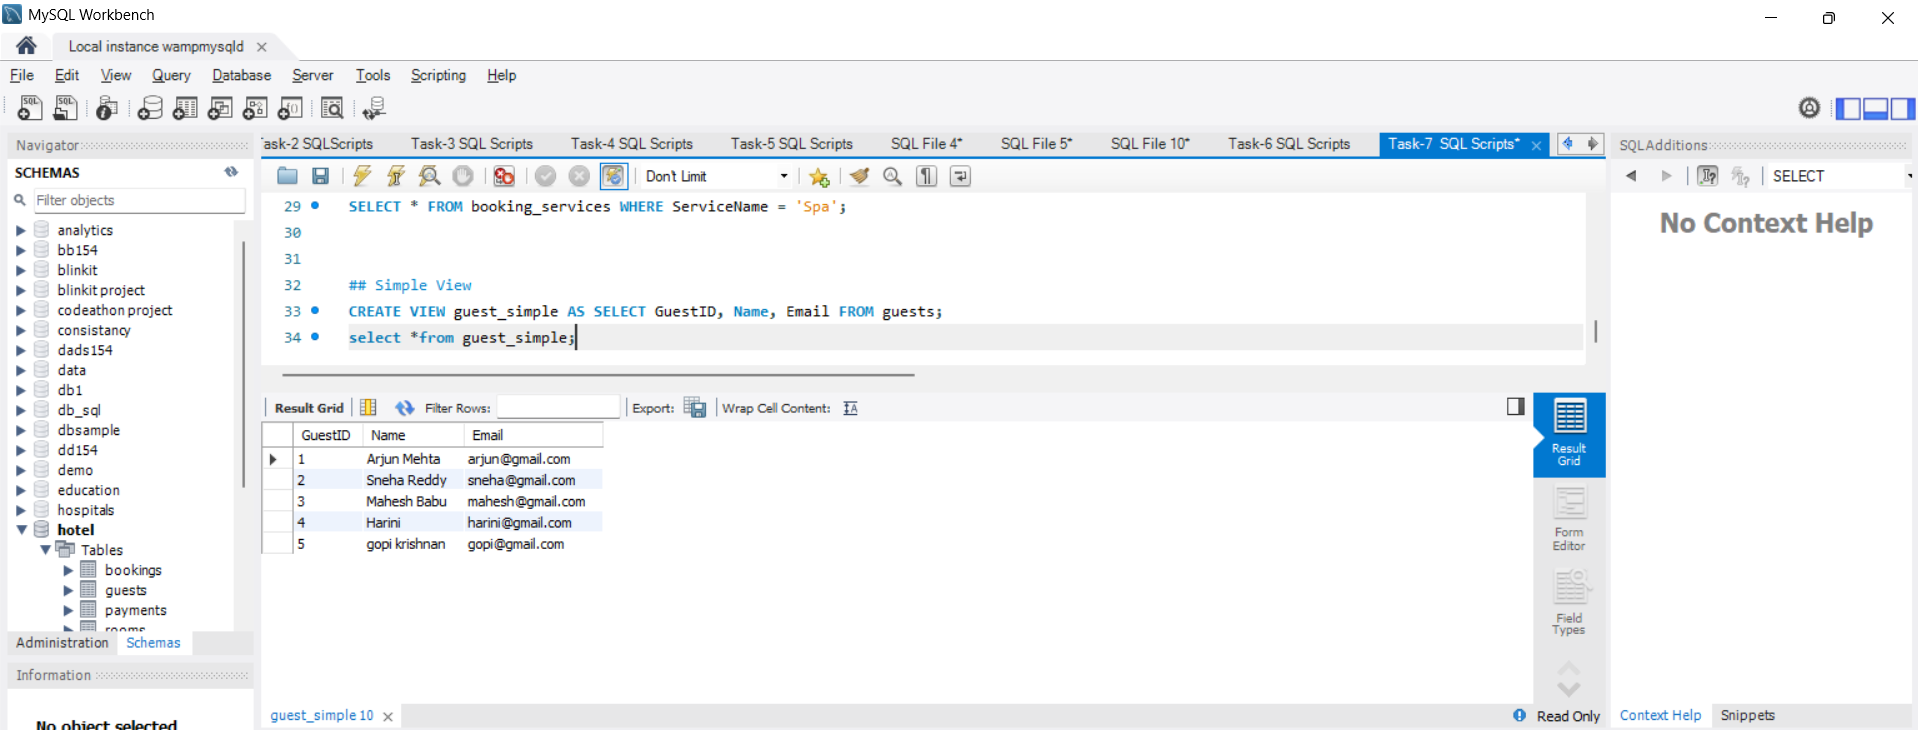 MySQL Workbench
Local instance wampmysqld
File Edit View Query Database Server Tools Scripting Help
Navigator
SCHEMAS
Filter objects
analytics
bb154
blinkit
blinkit project
codeathon project
consistancy
dads154
data
db1
db_sql
dbsample
dd154
demo
education
hospitals
hotel
Tables
bookings
guests
payments
rooms
Administration Schemas
Information
No object selected
Task-2 SQLScripts Task-3 SQL Scripts Task-4 SQL Scripts Task-5 SQL Scripts SQL File 4* SQL File 5* SQL File 10* Task-6 SQL Scripts Task-7 SQL Scripts*
Don't Limit
29 SELECT * FROM booking_services WHERE ServiceName = 'Spa';
30
31
32 ## Simple View
33 CREATE VIEW guest_simple AS SELECT GuestID, Name, Email FROM guests;
34 select *from guest_simple;
Result Grid Filter Rows: Export: Wrap Cell Content:
GuestID Name Email
1 Arjun Mehta arjun@gmail.com
2 Sneha Reddy sneha@gmail.com
3 Mahesh Babu mahesh@gmail.com
4 Harini harini@gmail.com
5 gopi krishnan gopi@gmail.com
Result Grid
Form Editor
Field Types
guest_simple 10
Read Only
SQLAdditions
SELECT
No Context Help
Context Help Snippets